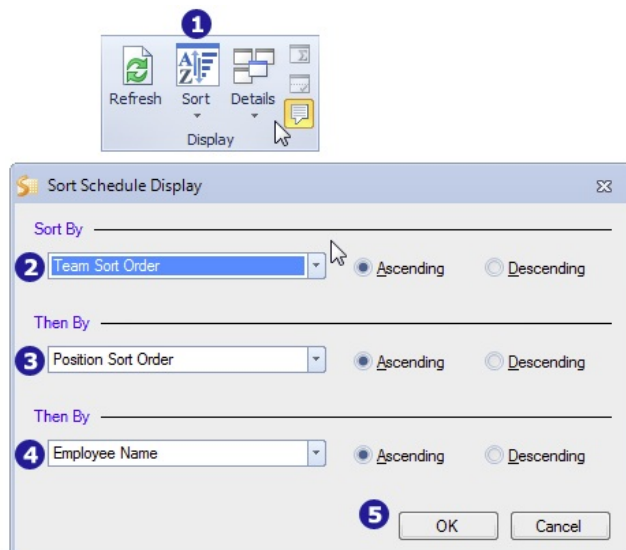 1
Refresh Sort Details
Display
Sort Schedule Display
Sort By
2 Team Sort Order Ascending Descending
Then By
3 Position Sort Order Ascending Descending
Then By
4 Employee Name Ascending Descending
5 OK Cancel